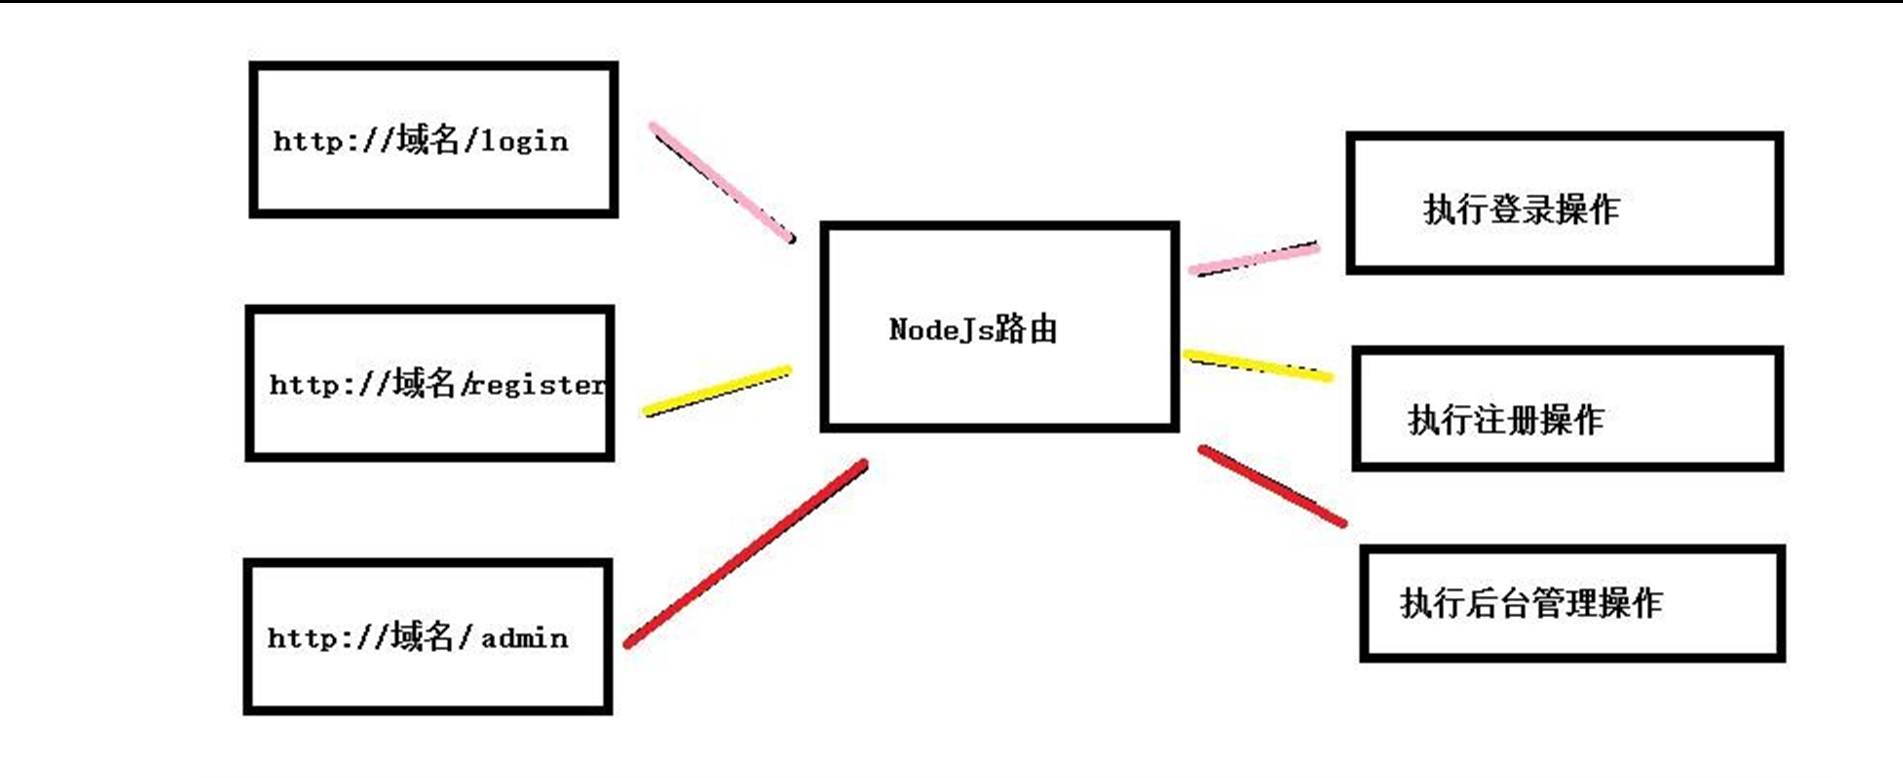 http://域名/login
http://域名/register
http://域名/ admin
NodeJs路由
执行登录操作
执行注册操作
执行后台管理操作